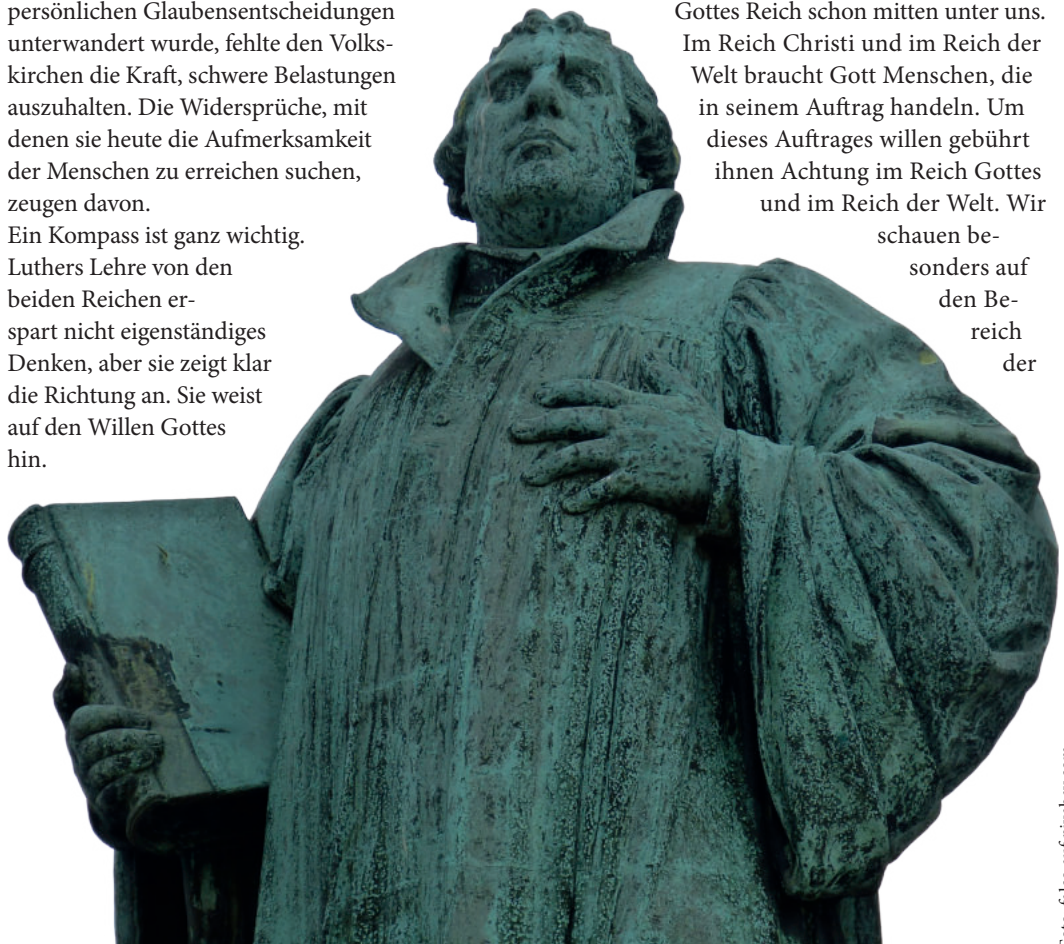 persönlichen Glaubensentscheidungen
unterwandert wurde, fehlte den Volks-
kirchen die Kraft, schwere Belastungen
auszuhalten. Die Widersprüche, mit
denen sie heute die Aufmerksamkeit
der Menschen zu erreichen suchen,
zeugen davon.
Ein Kompass ist ganz wichtig.
Luthers Lehre von den
beiden Reichen er-
spart nicht eigenständiges
Denken, aber sie zeigt klar
die Richtung an. Sie weist
auf den Willen Gottes
hin.
Gottes Reich schon mitten unter uns.
Im Reich Christi und im Reich der
Welt braucht Gott Menschen, die
in seinem Auftrag handeln. Um
dieses Auftrages willen gebührt
ihnen Achtung im Reich Gottes
und im Reich der Welt. Wir
schauen be-
sonders auf
den Be-
reich
der